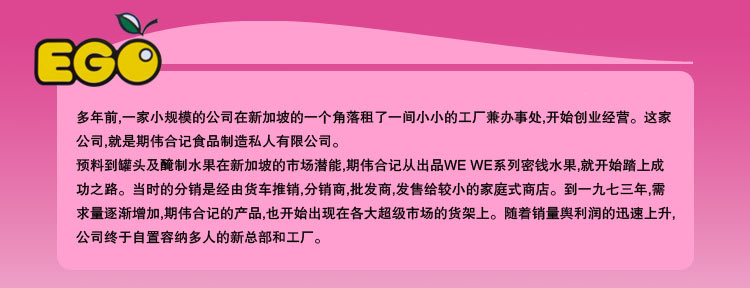 EGO
多年前,一家小规模的公司在新加坡的一个角落租了一间小小的工厂兼办事处,开始创业经营。这家
公司,就是期伟合记食品制造私人有限公司。
预料到罐头及醃制水果在新加坡的市场潜能,期伟合记从出品WE WE系列密钱水果,就开始踏上成
功之路。当时的分销是经由货车推销,分销商,批发商,发售给较小的家庭式商店。到一九七三年,需
求量逐渐增加,期伟合记的产品,也开始出现在各大超级市场的货架上。随着销量舆利润的迅速上升,
公司终于自置容纳多人的新总部和工厂。